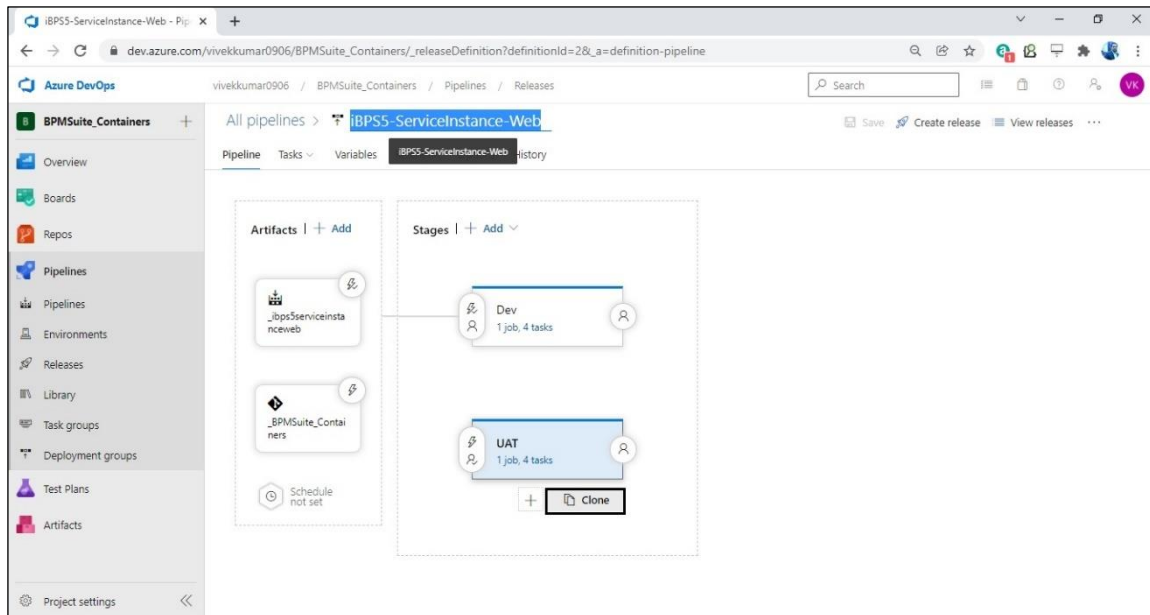 iBPS5-ServiceInstance-Web - Pip
dev.azure.com/vivekkumar0906/BPMSuite_Containers/_releaseDefinition?definitionId=2&_a=definition-pipeline
Azure DevOps
vivekkumar0906 / BPMSuite_Containers / Pipelines / Releases
Search
VK
B BPMSuite_Containers
All pipelines > iBPS5-ServiceInstance-Web
Save Create release View releases ...
Pipeline Tasks Variables History
iBPS5-ServiceInstance-Web
Overview
Boards
Repos
Pipelines
Pipelines
Environments
Releases
Library
Task groups
Deployment groups
Test Plans
Artifacts
Project settings
Artifacts | + Add
_ibps5serviceinsta
nceweb
_BPMSuite_Contai
ners
Schedule
not set
Stages | + Add
Dev
1 job, 4 tasks
UAT
1 job, 4 tasks
Clone